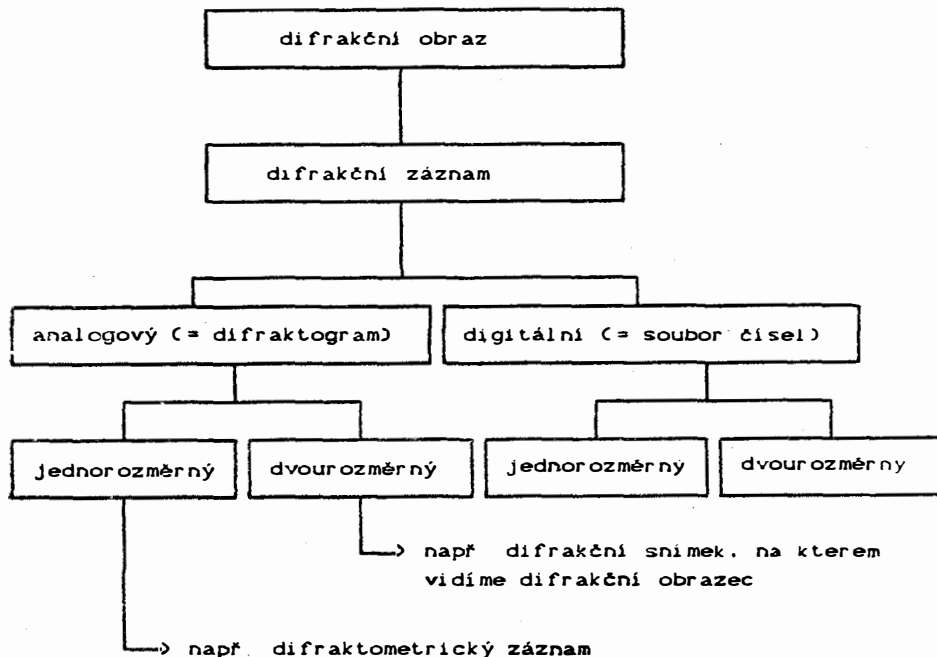 difrakční obraz
difrakční záznam
analogový (= difraktogram)
digitální (= soubor čísel)
jednorozměrný
dvourozměrný
jednorozměrný
dvourozměrny
např difrakční snímek, na kterem
vidíme difrakční obrazec
např. difraktometrický záznam